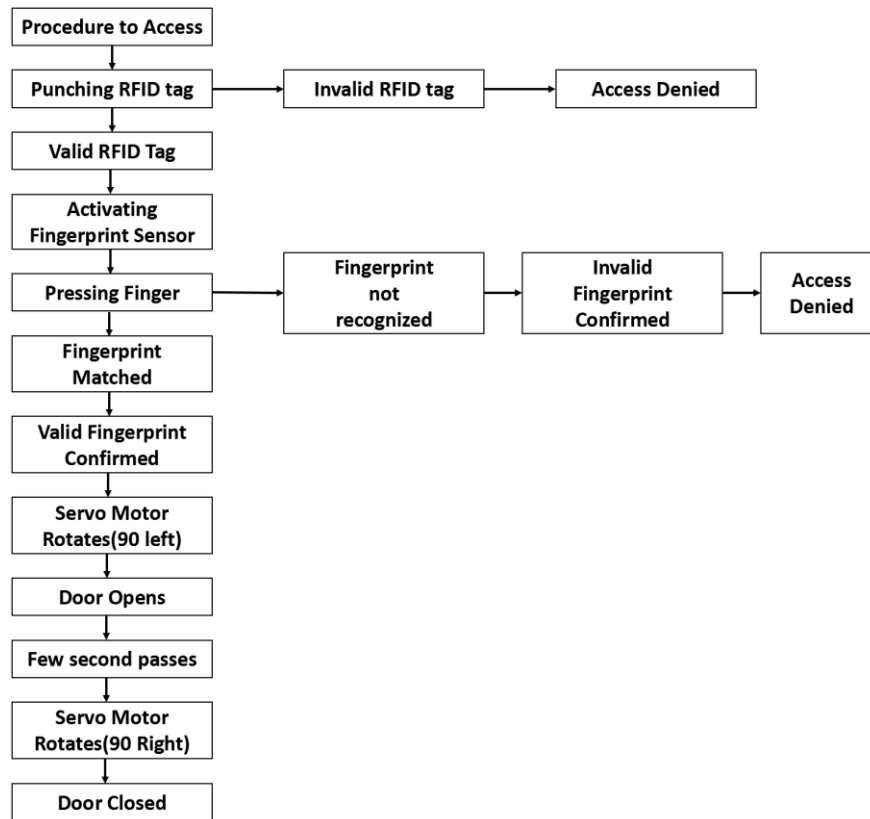 Procedure to Access
Punching RFID tag
Invalid RFID tag
Access Denied
Valid RFID Tag
Activating
Fingerprint Sensor
Pressing Finger
Fingerprint
not
recognized
Invalid
Fingerprint
Confirmed
Access
Denied
Fingerprint
Matched
Valid Fingerprint
Confirmed
Servo Motor
Rotates(90 left)
Door Opens
Few second passes
Servo Motor
Rotates(90 Right)
Door Closed